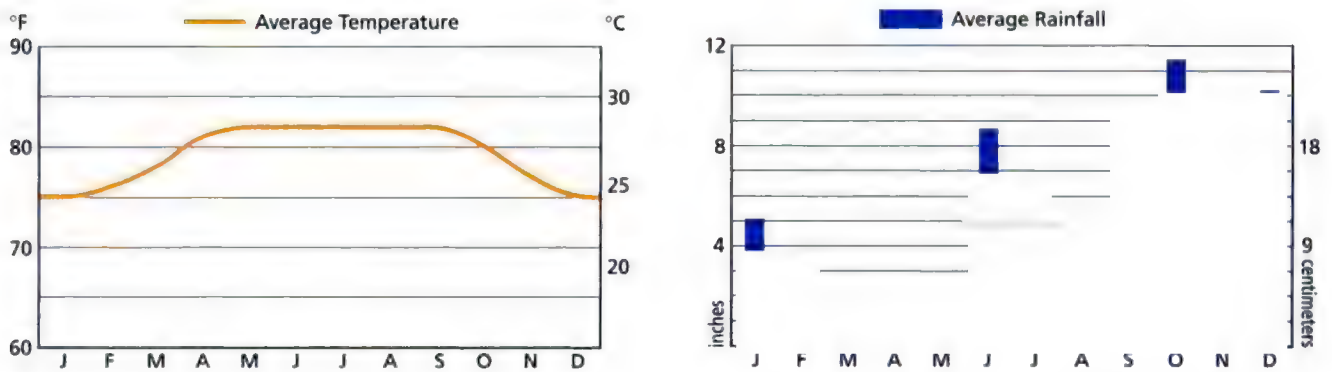 °F Average Temperature °C
90
30
80
25
70
20
60
J F M A M J J A S O N D
Average Rainfall
12
8 18
4 9
inches
centimeters
J F M A M J J A S O N D